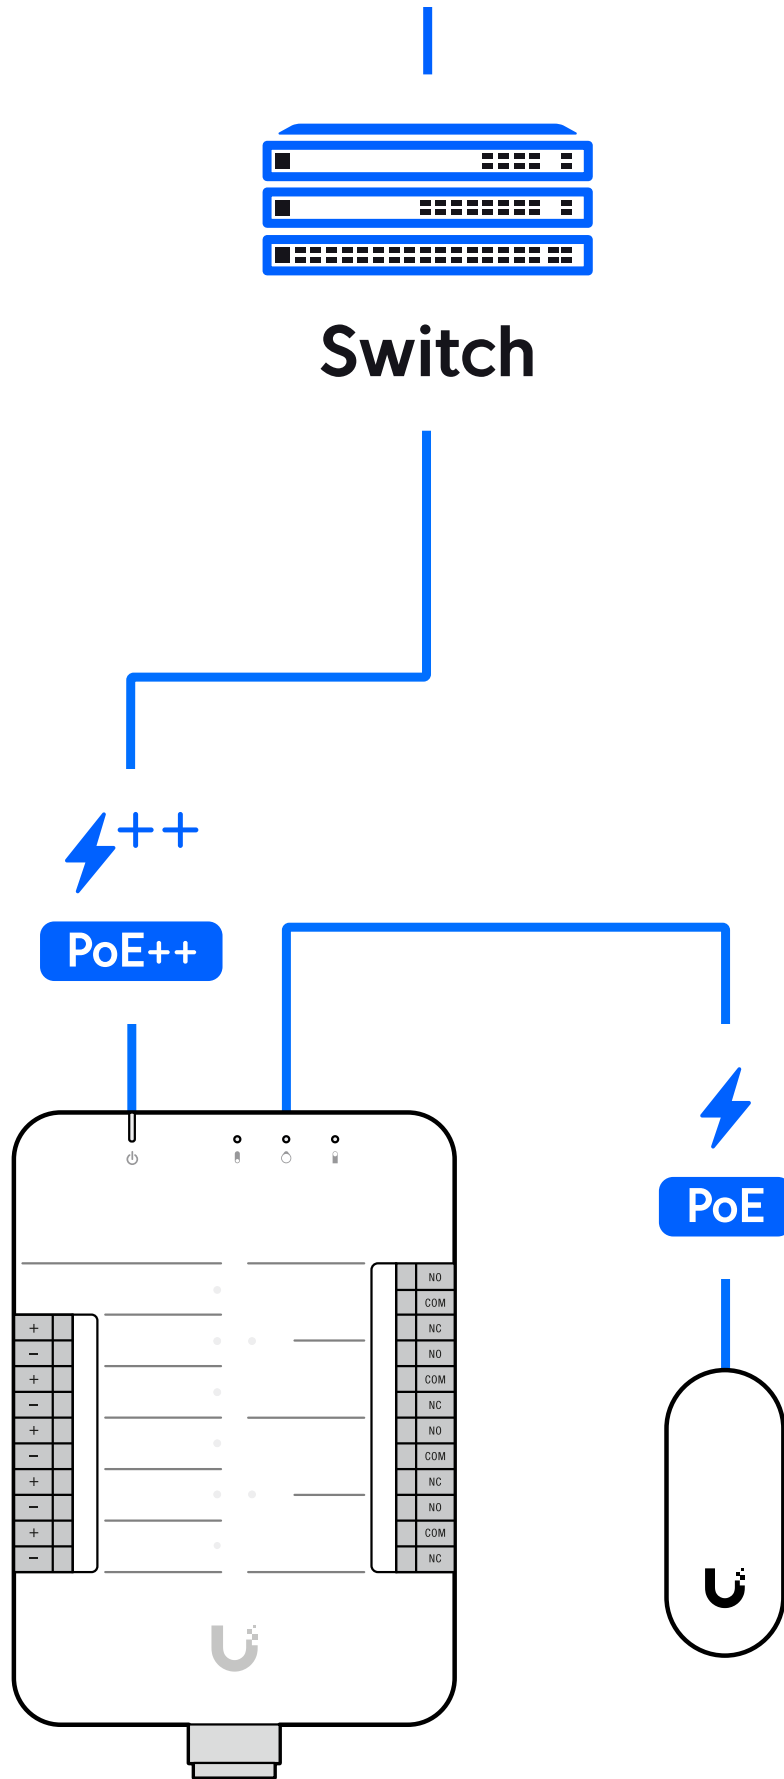 Switch
++
PoE++
PoE
NO
COM
+
NC
-
NO
+
COM
-
NC
+
NO
-
COM
+
NC
-
NO
+
COM
-
NC